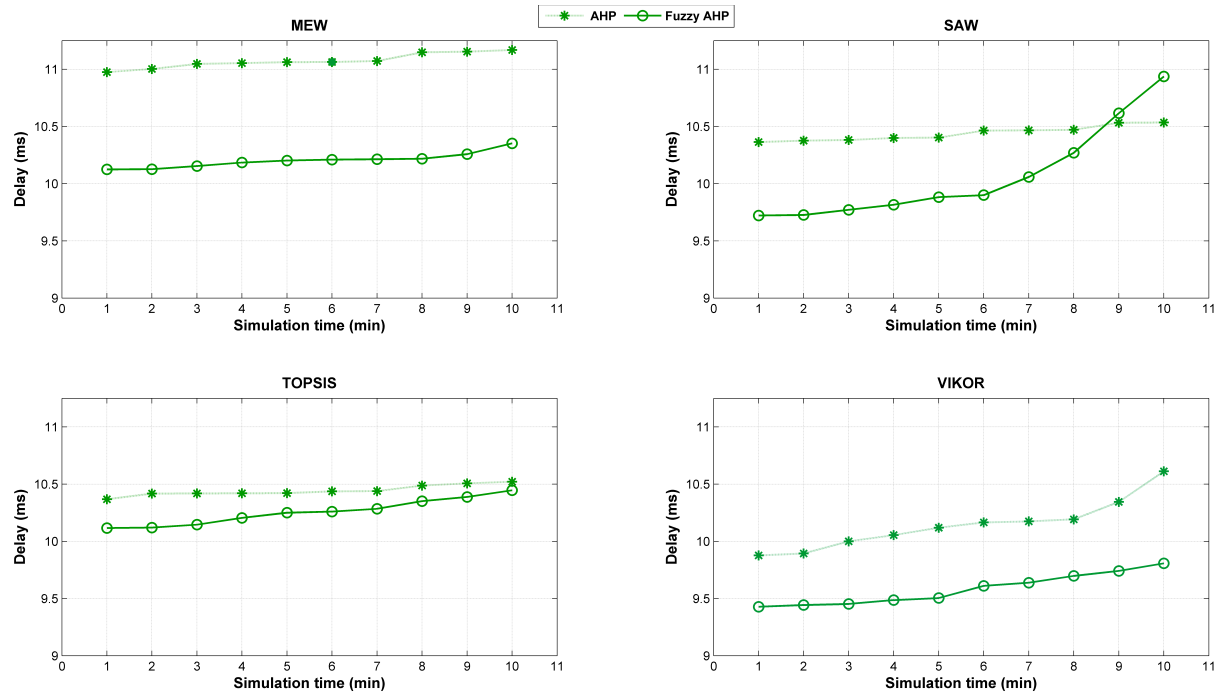 AHP Fuzzy AHP
MEW
Delay (ms)
11
10.5
10
9.5
9
0 1 2 3 4 5 6 7 8 9 10 11
Simulation time (min)
SAW
Delay (ms)
11
10.5
10
9.5
9
0 1 2 3 4 5 6 7 8 9 10 11
Simulation time (min)
TOPSIS
Delay (ms)
11
10.5
10
9.5
9
0 1 2 3 4 5 6 7 8 9 10 11
Simulation time (min)
VIKOR
Delay (ms)
11
10.5
10
9.5
9
0 1 2 3 4 5 6 7 8 9 10 11
Simulation time (min)